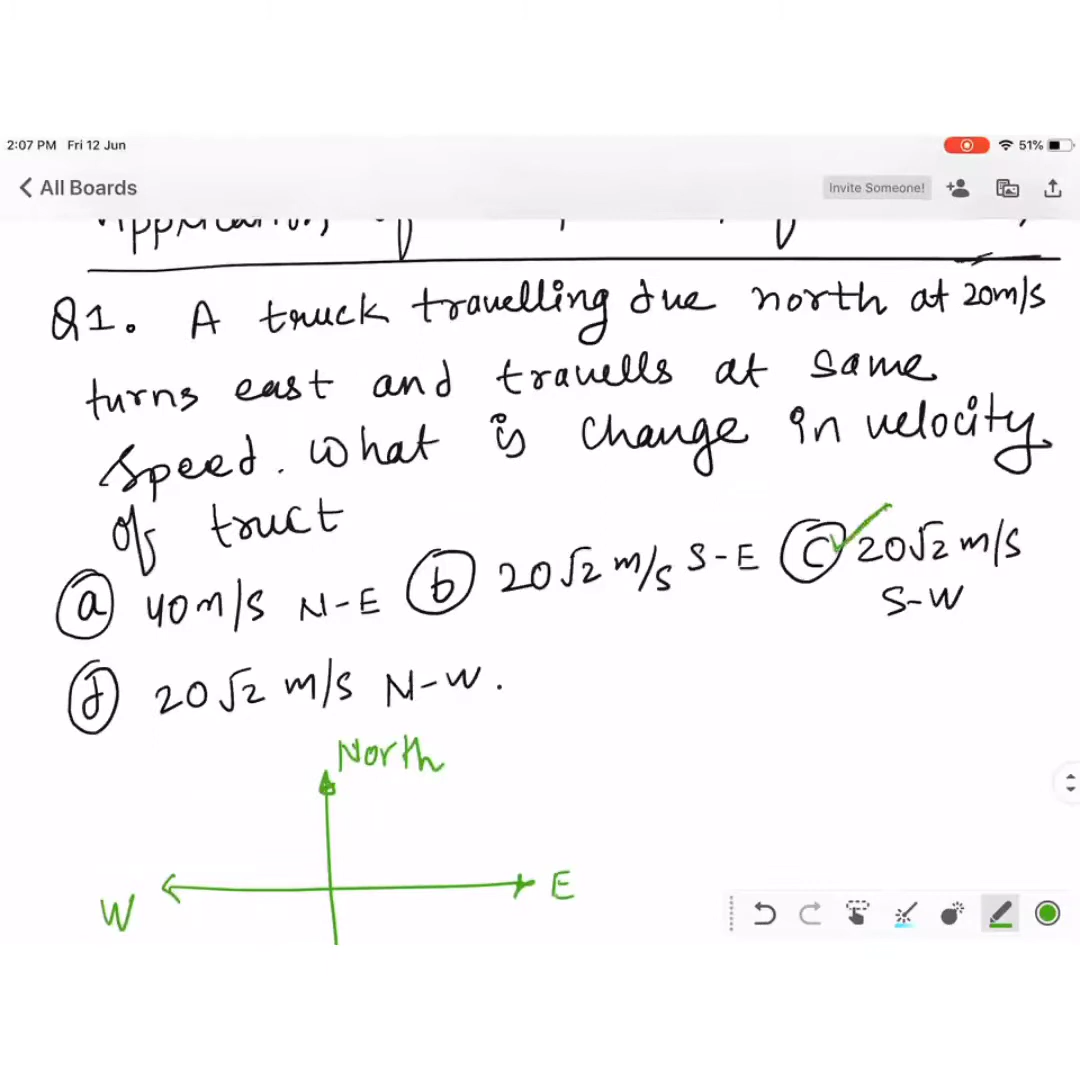 2:07 PM Fri 12 Jun
51%
All Boards
Invite Someone!
Q1. A truck travelling due north at 20m/s
turns east and travells at same
speed. What is change in velocity
of truct
(a) 40m/s N-E (b) 20√2 m/s S-E (c) 20√2 m/s
S-W
(d) 20√2 m/s N-W.
North
E
W